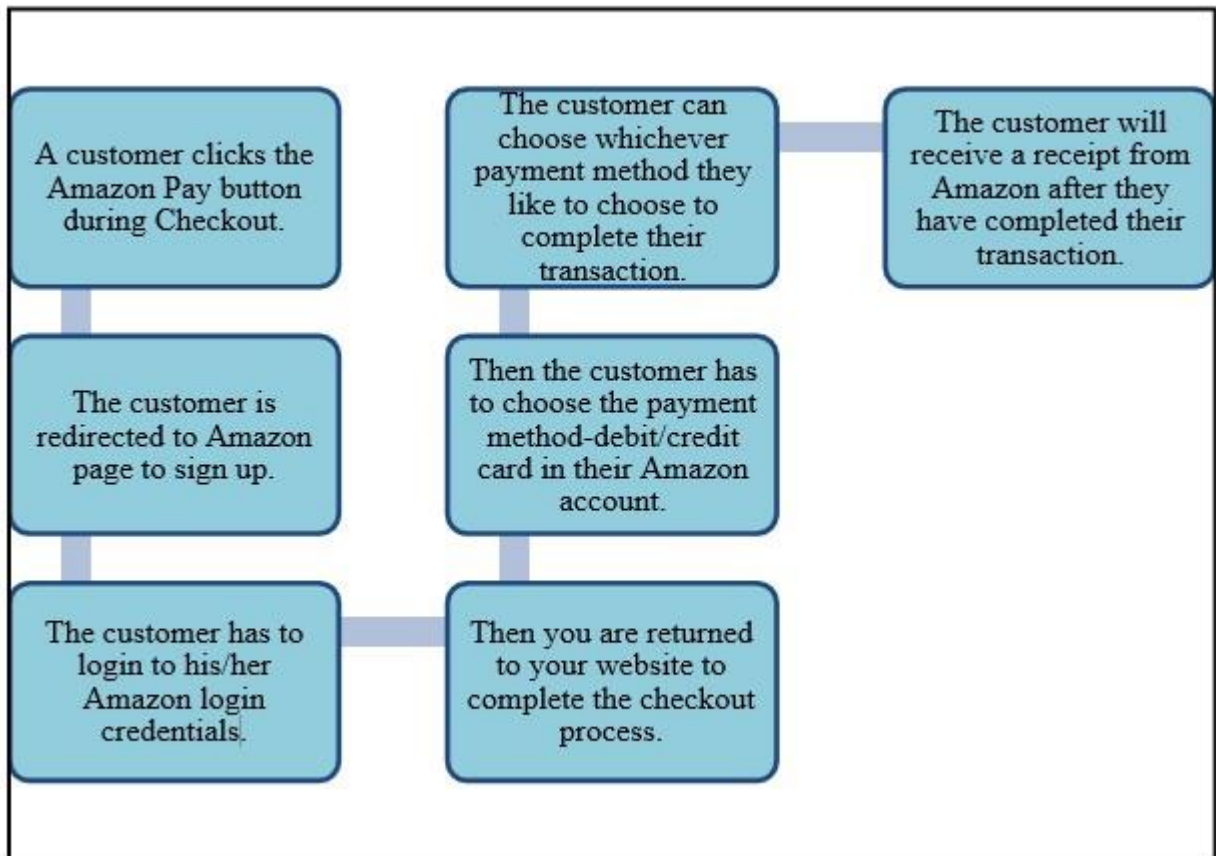 A customer clicks the
Amazon Pay button
during Checkout.
The customer is
redirected to Amazon
page to sign up.
The customer has to
login to his/her
Amazon login
credentials.
Then you are returned
to your website to
complete the checkout
process.
Then the customer has
to choose the payment
method-debit/credit
card in their Amazon
account.
The customer can
choose whichever
payment method they
like to choose to
complete their
transaction.
The customer will
receive a receipt from
Amazon after they
have completed their
transaction.